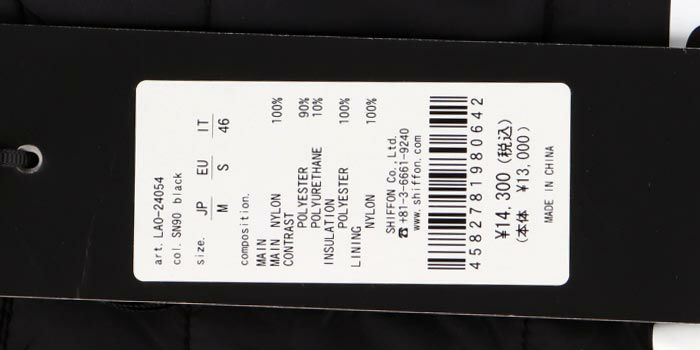 art. LAO-24054
col. SN90 black
size. JP EU IT
M S 46
composition.
MAIN
MAIN NYLON 100%
CONTRAST
POLYESTER 90%
POLYURETHANE 10%
INSULATION
POLYESTER 100%
LINING
NYLON 100%
SHIFFON Co., Ltd.
☎ +81-3-6661-9240
www.shiffon.com
4582781980642
¥14,300 (税込)
(本体 ¥13,000)
MADE IN CHINA